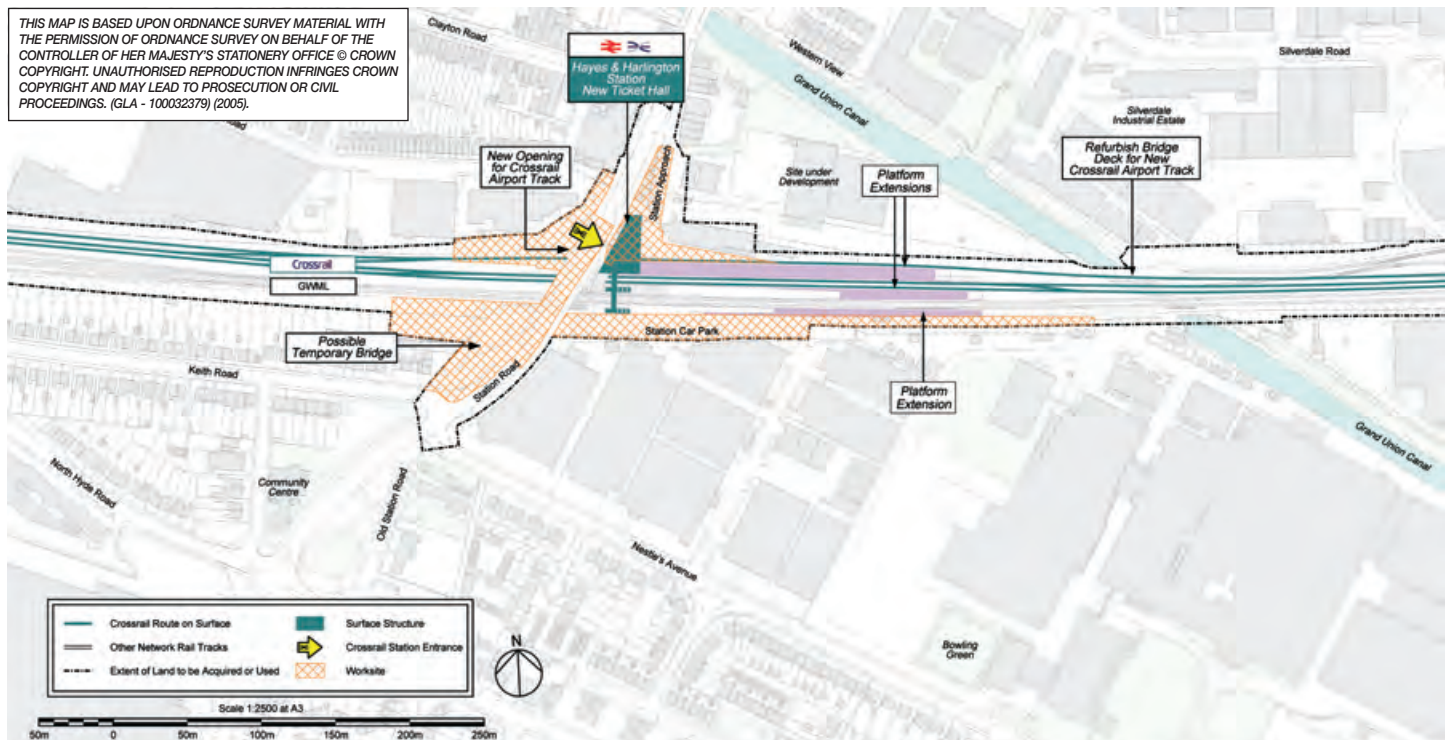 THIS MAP IS BASED UPON ORDNANCE SURVEY MATERIAL WITH
THE PERMISSION OF ORDNANCE SURVEY ON BEHALF OF THE
CONTROLLER OF HER MAJESTY'S STATIONERY OFFICE © CROWN
COPYRIGHT. UNAUTHORISED REPRODUCTION INFRINGES CROWN
COPYRIGHT AND MAY LEAD TO PROSECUTION OR CIVIL
PROCEEDINGS. (GLA - 100032379) (2005).
Clayton Road
Hayes & Harlington
Station
New Ticket Hall
Western View
Grand Union Canal
Silverdale Road
Silverdale
Industrial Estate
Road
New Opening
for Crossrail
Airport Track
Station Approach
Site under
Development
Platform
Extensions
Refurbish Bridge
Deck for New
Crossrail Airport Track
Crossrail
GWML
Possible
Temporary Bridge
Station Car Park
Keith Road
Station Road
Platform
Extension
Grand Union Canal
North Hyde Road
Community
Centre
Old Station Road
Nestle's Avenue
Bowling
Green
Crossrail Route on Surface
Surface Structure
Other Network Rail Tracks
Crossrail Station Entrance
Extent of Land to be Acquired or Used
Worksite
N
Scale 1:2500 at A3
50m 0 50m 100m 150m 200m 250m